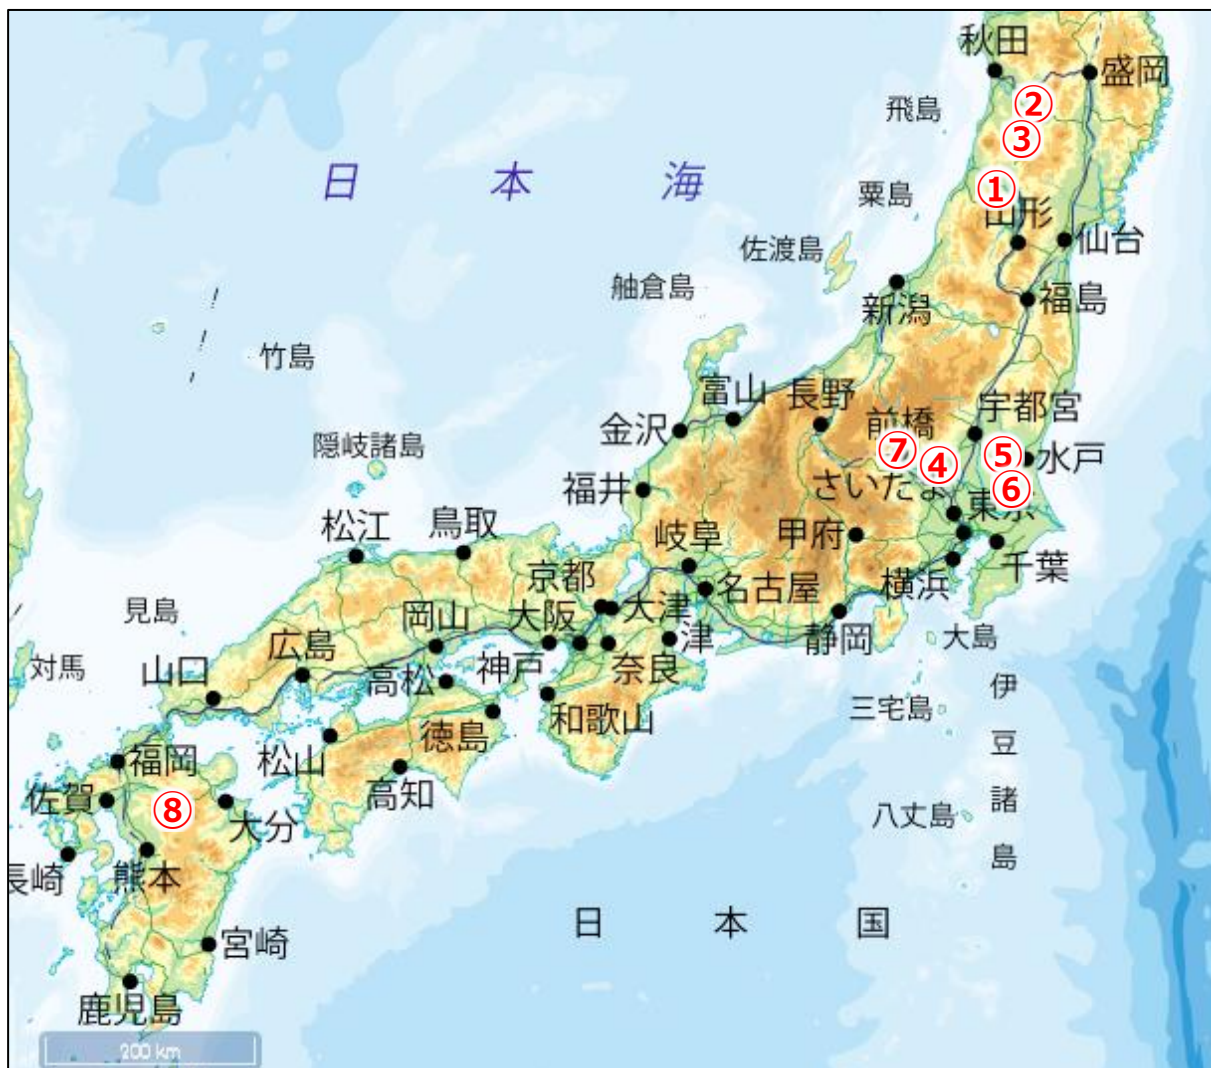 秋田
盛岡
②
飛島
③
日 本 海
①
粟島
山形
仙台
佐渡島
舳倉島
新潟
福島
竹島
富山
長野
前橋
宇都宮
金沢
⑦
④
⑤
水戸
隠岐諸島
福井
さいたま
⑥
東京
松江
鳥取
岐阜
甲府
千葉
京都
名古屋
横浜
見島
岡山
大阪
大津
津
静岡
大島
対馬
山口
広島
高松
神戸
奈良
伊豆諸島
和歌山
三宅島
徳島
福岡
松山
高知
佐賀
⑧
大分
八丈島
長崎
熊本
日 本 国
宮崎
鹿児島
200 km